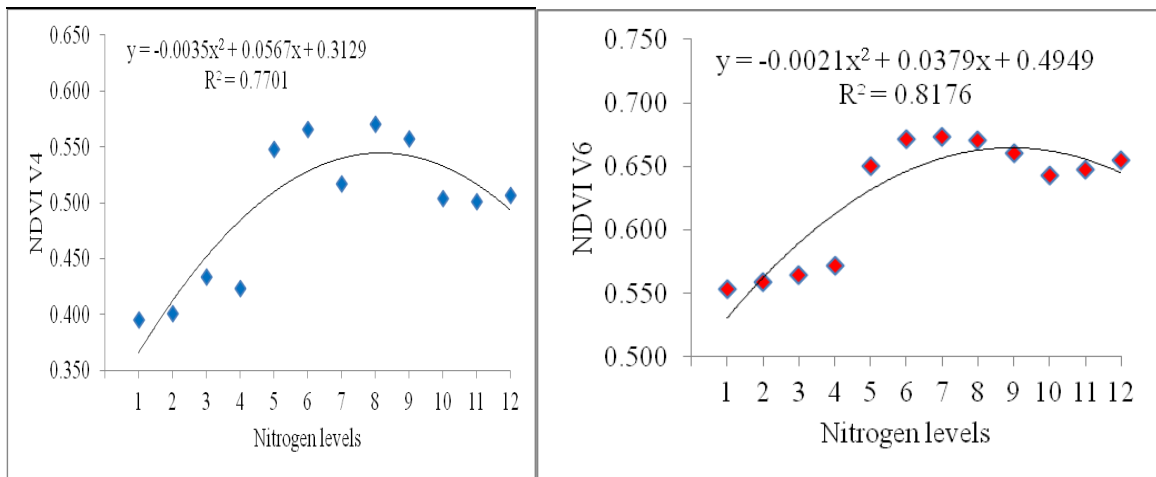 y = -0.0035x² + 0.0567x + 0.3129
R² = 0.7701
0.650
0.600
0.550
0.500
0.450
0.400
0.350
NDVI V4
1 2 3 4 5 6 7 8 9 10 11 12
Nitrogen levels
y = -0.0021x² + 0.0379x + 0.4949
R² = 0.8176
0.750
0.700
0.650
0.600
0.550
0.500
NDVI V6
1 2 3 4 5 6 7 8 9 10 11 12
Nitrogen levels